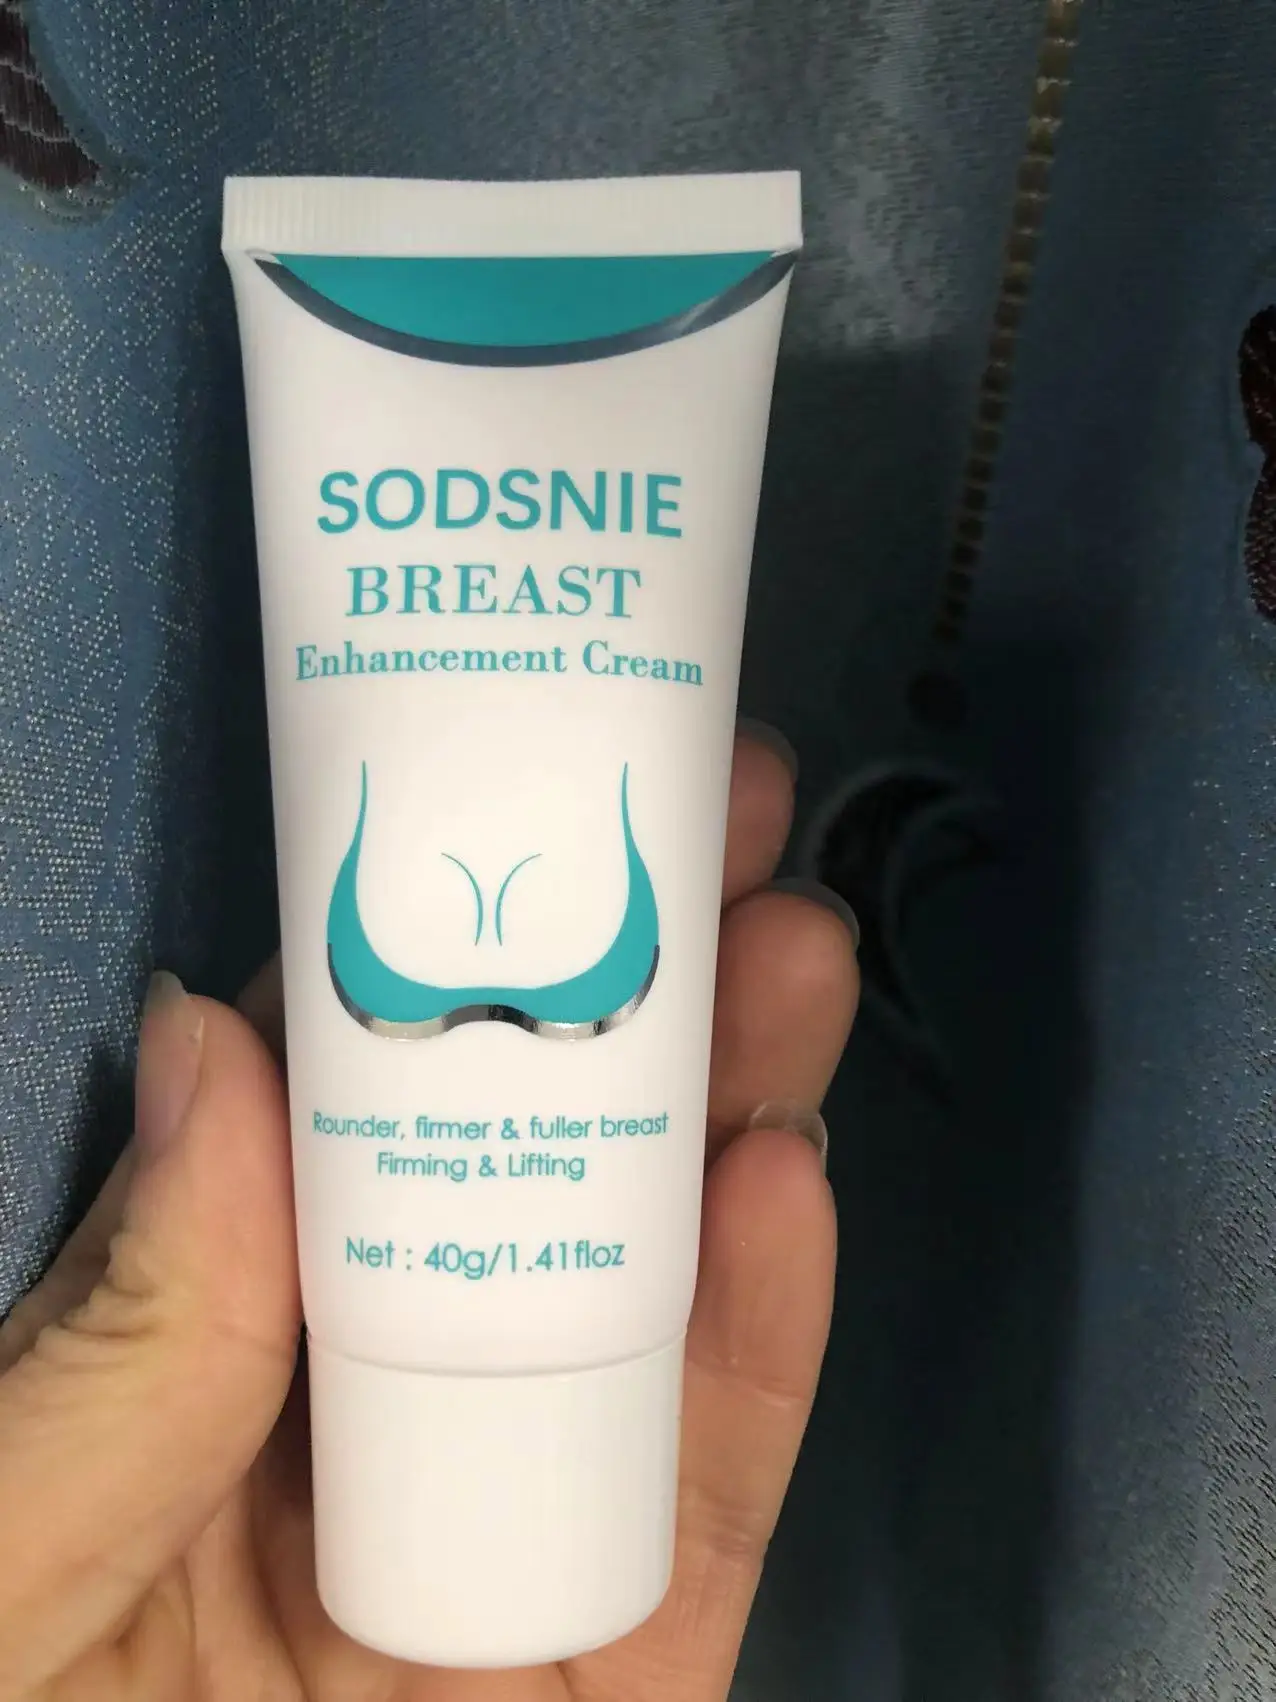 SODSNIE
BREAST
Enhancement Cream
Rounder, firmer & fuller breast
Firming & Lifting
Net : 40g/1.41floz